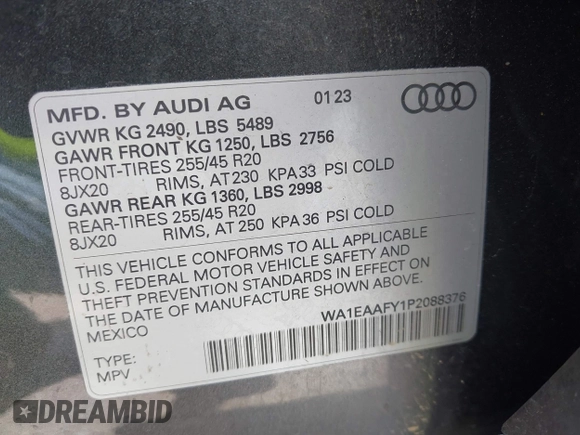 MFD. BY AUDI AG 01 23
GVWR KG 2490, LBS 5489
GAWR FRONT KG 1250, LBS 2756
FRONT-TIRES 255/45 R20
8JX20 RIMS, AT 230 KPA 33 PSI COLD
GAWR REAR KG 1360, LBS 2998
REAR-TIRES 255/45 R20
8JX20 RIMS, AT 250 KPA 36 PSI COLD
THIS VEHICLE CONFORMS TO ALL APPLICABLE
U.S. FEDERAL MOTOR VEHICLE SAFETY AND
THEFT PREVENTION STANDARDS IN EFFECT ON
THE DATE OF MANUFACTURE SHOWN ABOVE.
MEXICO
WA1EAAFY1P2088376
TYPE:
MPV
DREAMBID